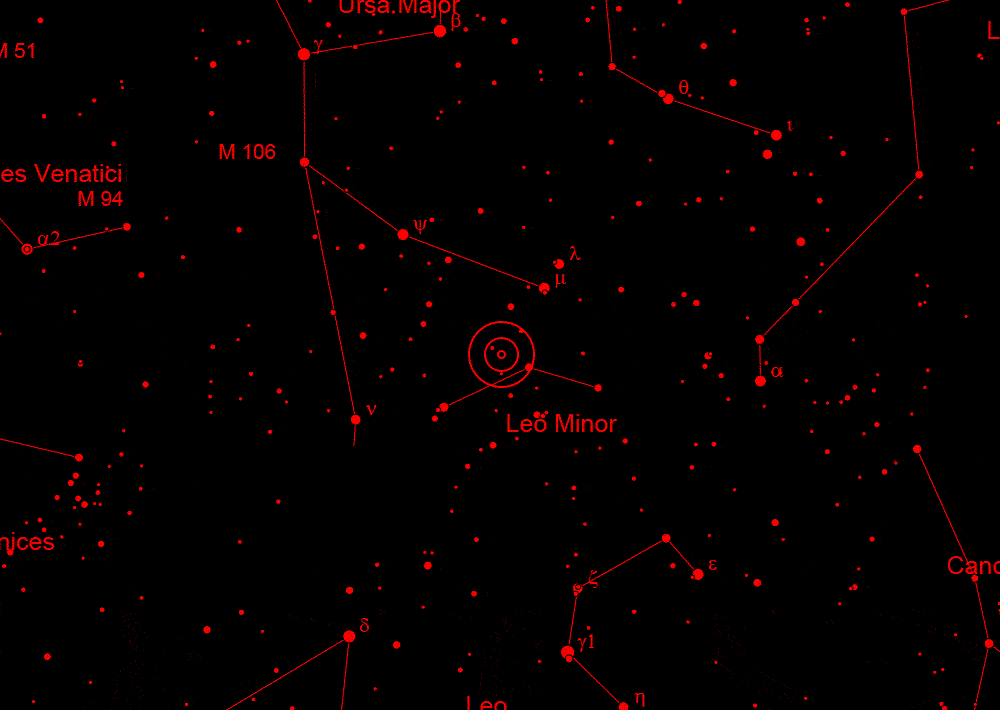 Ursa.Major
β
γ
M 51
L
θ
ι
M 106
es Venatici
M 94
ψ
α2
λ
μ
α
ν
Leo Minor
nices
Canc
ε
ξ
δ
γ1
η
Leo